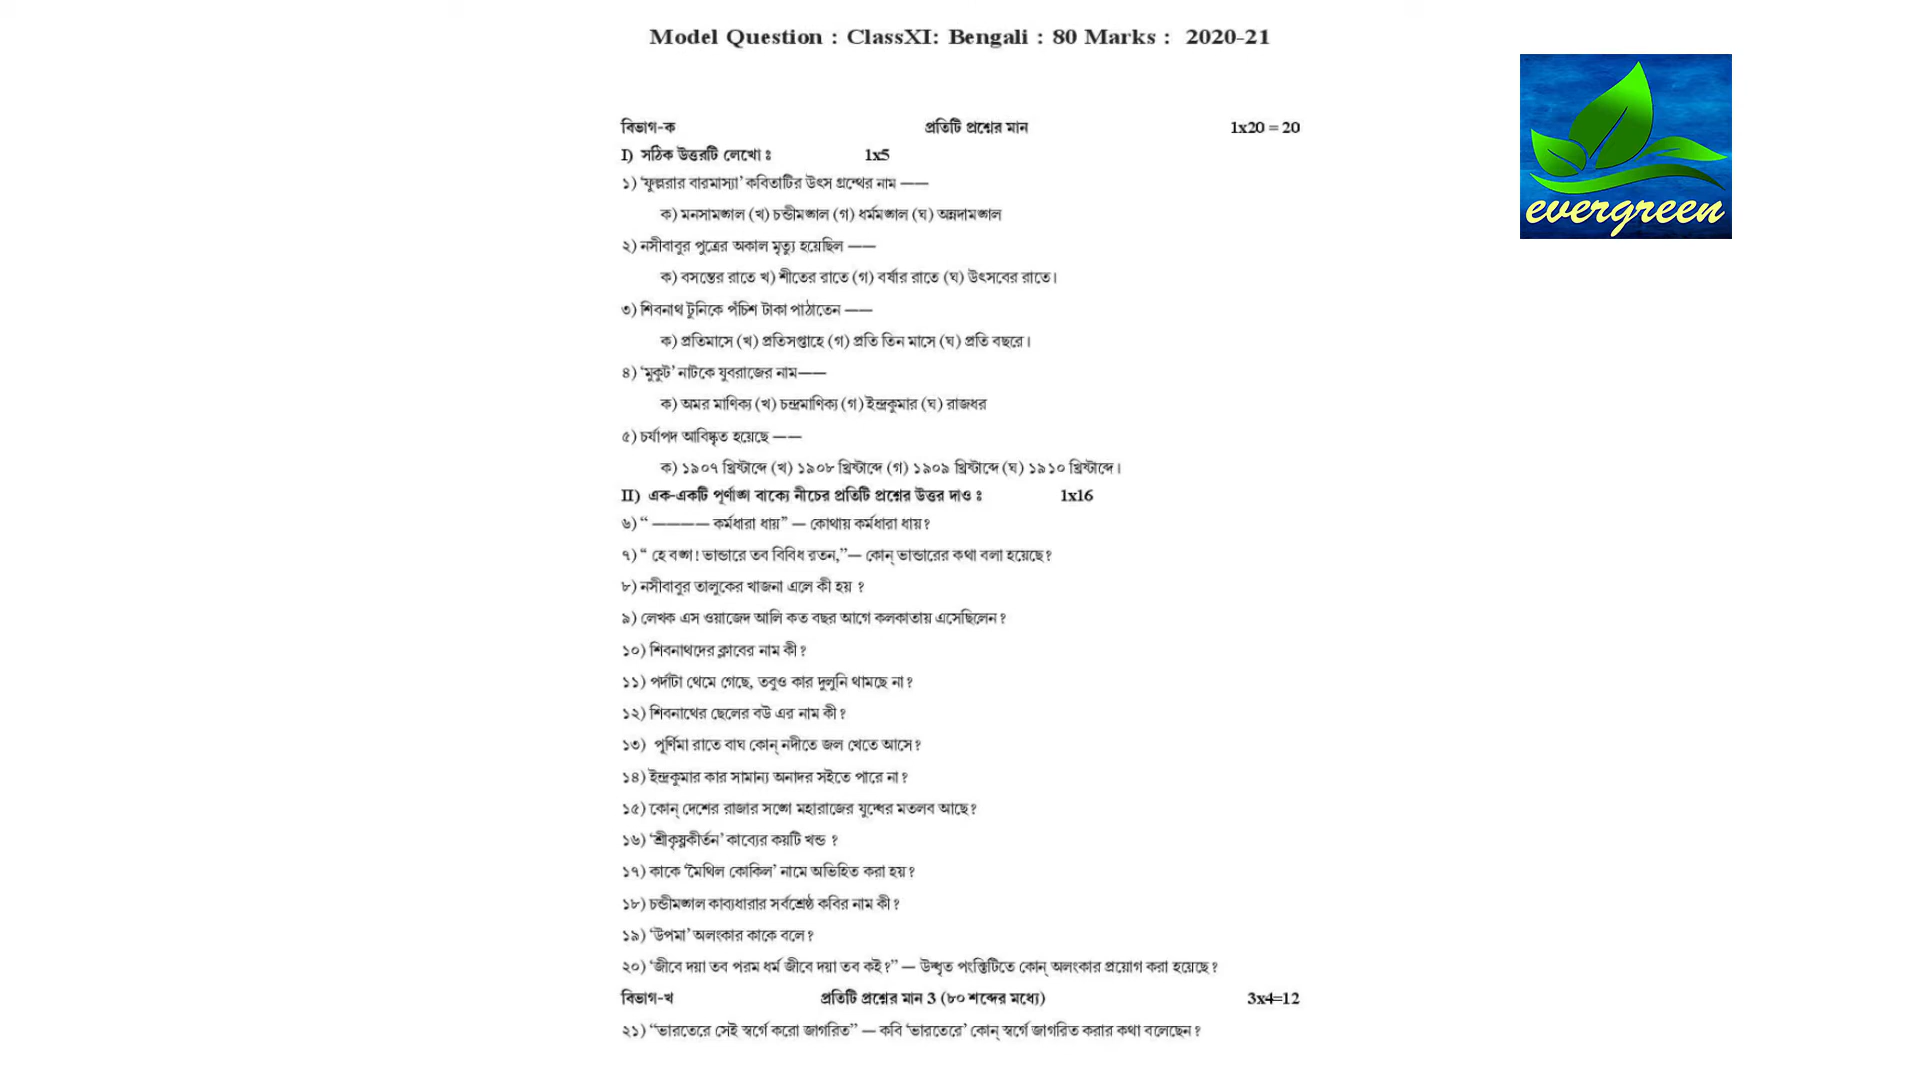 Model Question : ClassXI: Bengali : 80 Marks :  2020-21
evergreen
বিভাগ-ক প্রতিটি প্রশ্নের মান 1x20 = 20
I) সঠিক উত্তরটি লেখো ঃ 1x5
১) ‘ফুল্লরার বারমাস্যা’ কবিতাটির উৎস গ্রন্থের নাম ——
ক) মনসামঙ্গল (খ) চন্ডীমঙ্গল (গ) ধর্মমঙ্গল (ঘ) অন্নদামঙ্গল
২) নসীবাবুর পুত্রের অকাল মৃত্যু হয়েছিল ——
ক) বসন্তের রাতে খ) শীতের রাতে (গ) বর্ষার রাতে (ঘ) উৎসবের রাতে।
৩) শিবনাথ টুনিকে পঁচিশ টাকা পাঠাতেন ——
ক) প্রতিমাসে (খ) প্রতিসপ্তাহে (গ) প্রতি তিন মাসে (ঘ) প্রতি বছরে।
৪) ‘মুকুট’ নাটকে যুবরাজের নাম——
ক) অমর মাণিক্য (খ) চন্দ্রমাণিক্য (গ) ইন্দ্রকুমার (ঘ) রাজধর
৫) চর্যাপদ আবিষ্কৃত হয়েছে ——
ক) ১৯০৭ খ্রিস্টাব্দে (খ) ১৯০৮ খ্রিস্টাব্দে (গ) ১৯০৯ খ্রিস্টাব্দে (ঘ) ১৯১০ খ্রিস্টাব্দে।
II) এক-একটি পূর্ণাঙ্গ বাক্যে নীচের প্রতিটি প্রশ্নের উত্তর দাও ঃ 1x16
৬) “ ———— কর্মধারা ধায়” — কোথায় কর্মধারা ধায়?
৭) “ হে বঙ্গ! ভান্ডারে তব বিবিধ রতন,”— কোন্ ভান্ডারের কথা বলা হয়েছে?
৮) নসীবাবুর তালুকের খাজনা এলে কী হয় ?
৯) লেখক এস ওয়াজেদ আলি কত বছর আগে কলকাতায় এসেছিলেন?
১০) শিবনাথদের ক্লাবের নাম কী?
১১) পর্দাটা থেমে গেছে, তবুও কার দুলুনি থামছে না?
১২) শিবনাথের ছেলের বউ এর নাম কী?
১৩) পূর্ণিমা রাতে বাঘ কোন্ নদীতে জল খেতে আসে?
১৪) ইন্দ্রকুমার কার সামান্য অনাদর সইতে পারে না?
১৫) কোন্ দেশের রাজার সঙ্গে মহারাজের যুদ্ধের মতলব আছে?
১৬) ‘শ্রীকৃষ্ণকীর্তন’ কাব্যের কয়টি খন্ড ?
১৭) কাকে ‘মৈথিল কোকিল’ নামে অভিহিত করা হয়?
১৮) চন্ডীমঙ্গল কাব্যধারার সর্বশ্রেষ্ঠ কবির নাম কী?
১৯) ‘উপমা’ অলংকার কাকে বলে?
২০) ‘জীবে দয়া তব পরম ধর্ম জীবে দয়া তব কই?” — উদ্ধৃত পংক্তিটিতে কোন্ অলংকার প্রয়োগ করা হয়েছে?
বিভাগ-খ প্রতিটি প্রশ্নের মান 3 (৮০ শব্দের মধ্যে) 3x4=12
২১) “ভারতেরে সেই স্বর্গে করো জাগরিত” — কবি ‘ভারতেরে’ কোন্ স্বর্গে জাগরিত করার কথা বলেছেন?